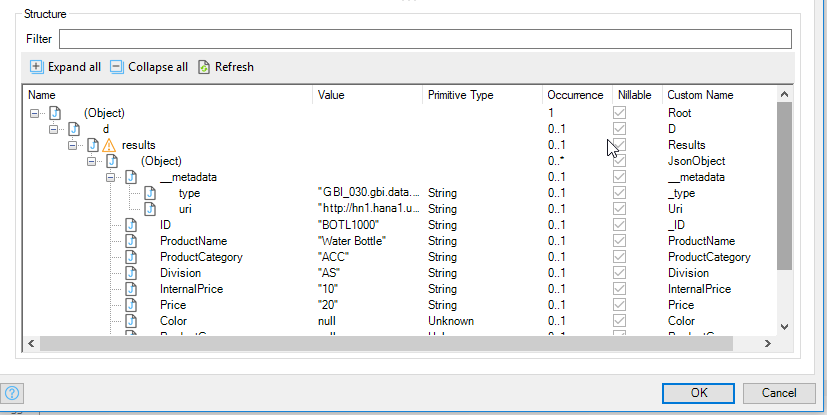 Structure
Filter
Expand all Collapse all Refresh
Name Value Primitive Type Occurrence Nillable Custom Name
(Object) 1 Root
d 0..1 D
results 0..1 Results
(Object) 0..* JsonObject
__metadata 0..1 __metadata
type "GBI_030.gbi.data.... String 0..1 _type
uri "http://hn1.hana1.u... String 0..1 Uri
ID "BOTL1000" String 0..1 _ID
ProductName "Water Bottle" String 0..1 ProductName
ProductCategory "ACC" String 0..1 ProductCategory
Division "AS" String 0..1 Division
InternalPrice "10" String 0..1 InternalPrice
Price "20" String 0..1 Price
Color null Unknown 0..1 Color
OK Cancel